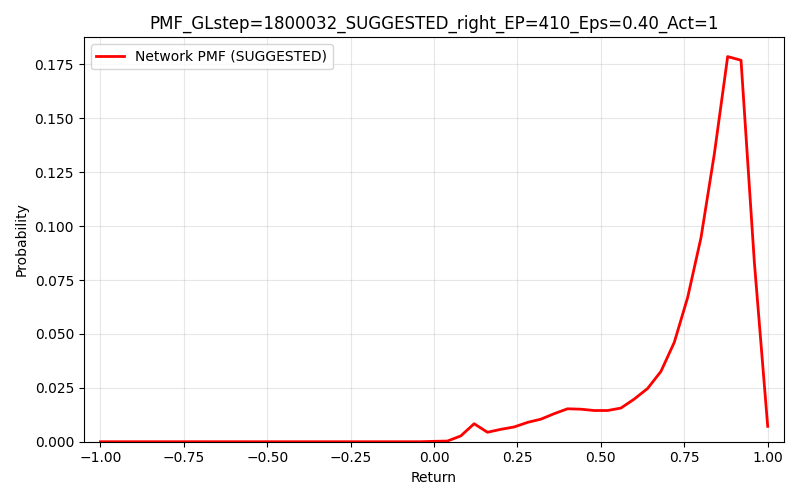 PMF_GLstep=1800032_SUGGESTED_right_EP=410_Eps=0.40_Act=1
Network PMF (SUGGESTED)
Probability
0.175
0.150
0.125
0.100
0.075
0.050
0.025
0.000
−1.00 −0.75 −0.50 −0.25 0.00 0.25 0.50 0.75 1.00
Return